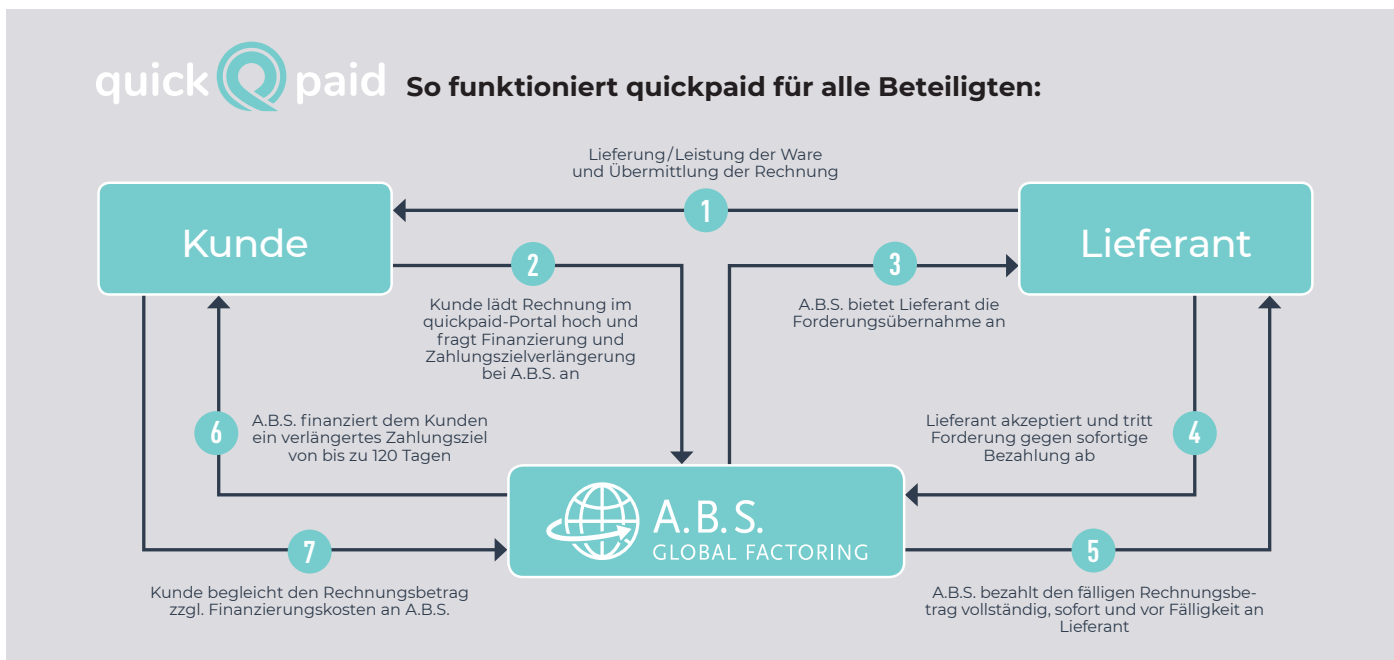 quick paid
So funktioniert quickpaid für alle Beteiligten:
Lieferung/Leistung der Ware
und Übermittlung der Rechnung
1
Kunde
Lieferant
2
Kunde lädt Rechnung im
quickpaid-Portal hoch und
fragt Finanzierung und
Zahlungszielverlängerung
bei A.B.S. an
3
A.B.S. bietet Lieferant die
Forderungsübernahme an
6
A.B.S. finanziert dem Kunden
ein verlängertes Zahlungsziel
von bis zu 120 Tagen
Lieferant akzeptiert und tritt
Forderung gegen sofortige
Bezahlung ab
4
A.B.S.
GLOBAL FACTORING
7
Kunde begleicht den Rechnungsbetrag
zzgl. Finanzierungskosten an A.B.S.
5
A.B.S. bezahlt den fälligen Rechnungsbe-
trag vollständig, sofort und vor Fälligkeit an
Lieferant